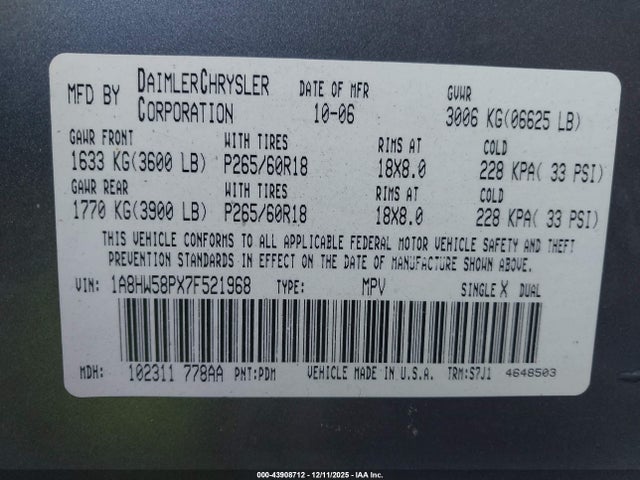 MFD BY DAIMLERCHRYSLER CORPORATION DATE OF MFR 10-06 GVWR 3006 KG(06625 LB)
GAWR FRONT WITH TIRES RIMS AT COLD
1633 KG(3600 LB) P265/60R18 18X8.0 228 KPA( 33 PSI)
GAWR REAR WITH TIRES RIMS AT COLD
1770 KG(3900 LB) P265/60R18 18X8.0 228 KPA( 33 PSI)
THIS VEHICLE CONFORMS TO ALL APPLICABLE FEDERAL MOTOR VEHICLE SAFETY AND THEFT
PREVENTION STANDARDS IN EFFECT ON THE DATE OF MANUFACTURE SHOWN ABOVE.
VIN: 1A8HW58PX7F521968 TYPE: MPV SINGLE X DUAL
MDH: 102311 778AA PNT:PDM VEHICLE MADE IN U.S.A. TRM:S7J1 4648503
000-43908712 - 12/11/2025 - IAA Inc.